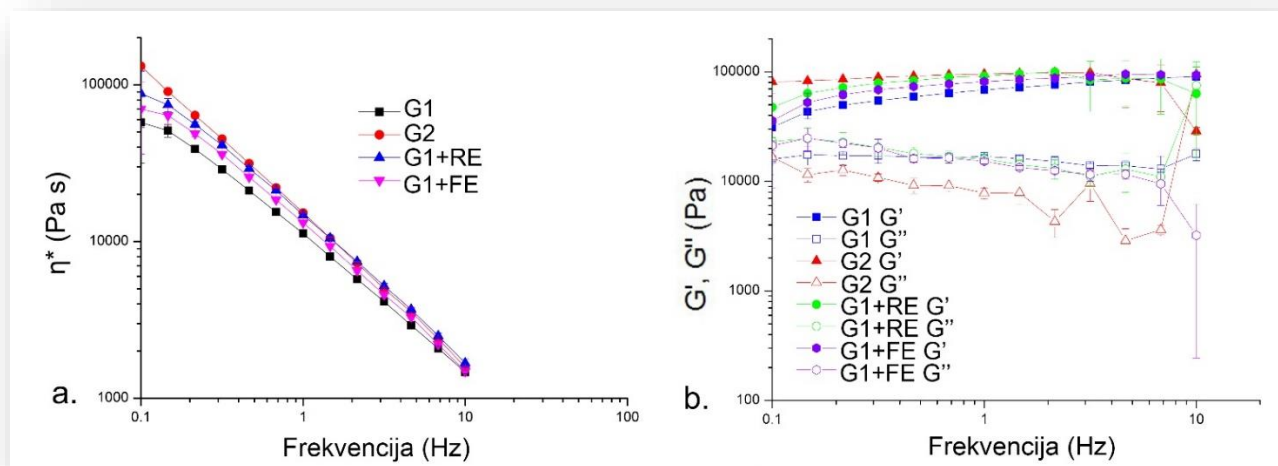 100000
10000
1000
η* (Pa s)
G1
G2
G1+RE
G1+FE
a.
0.1
1
10
100
Frekvencija (Hz)
100000
10000
1000
100
G', G'' (Pa)
G1 G'
G1 G''
G2 G'
G2 G''
G1+RE G'
G1+RE G''
G1+FE G'
G1+FE G''
b.
0.1
1
10
Frekvencija (Hz)